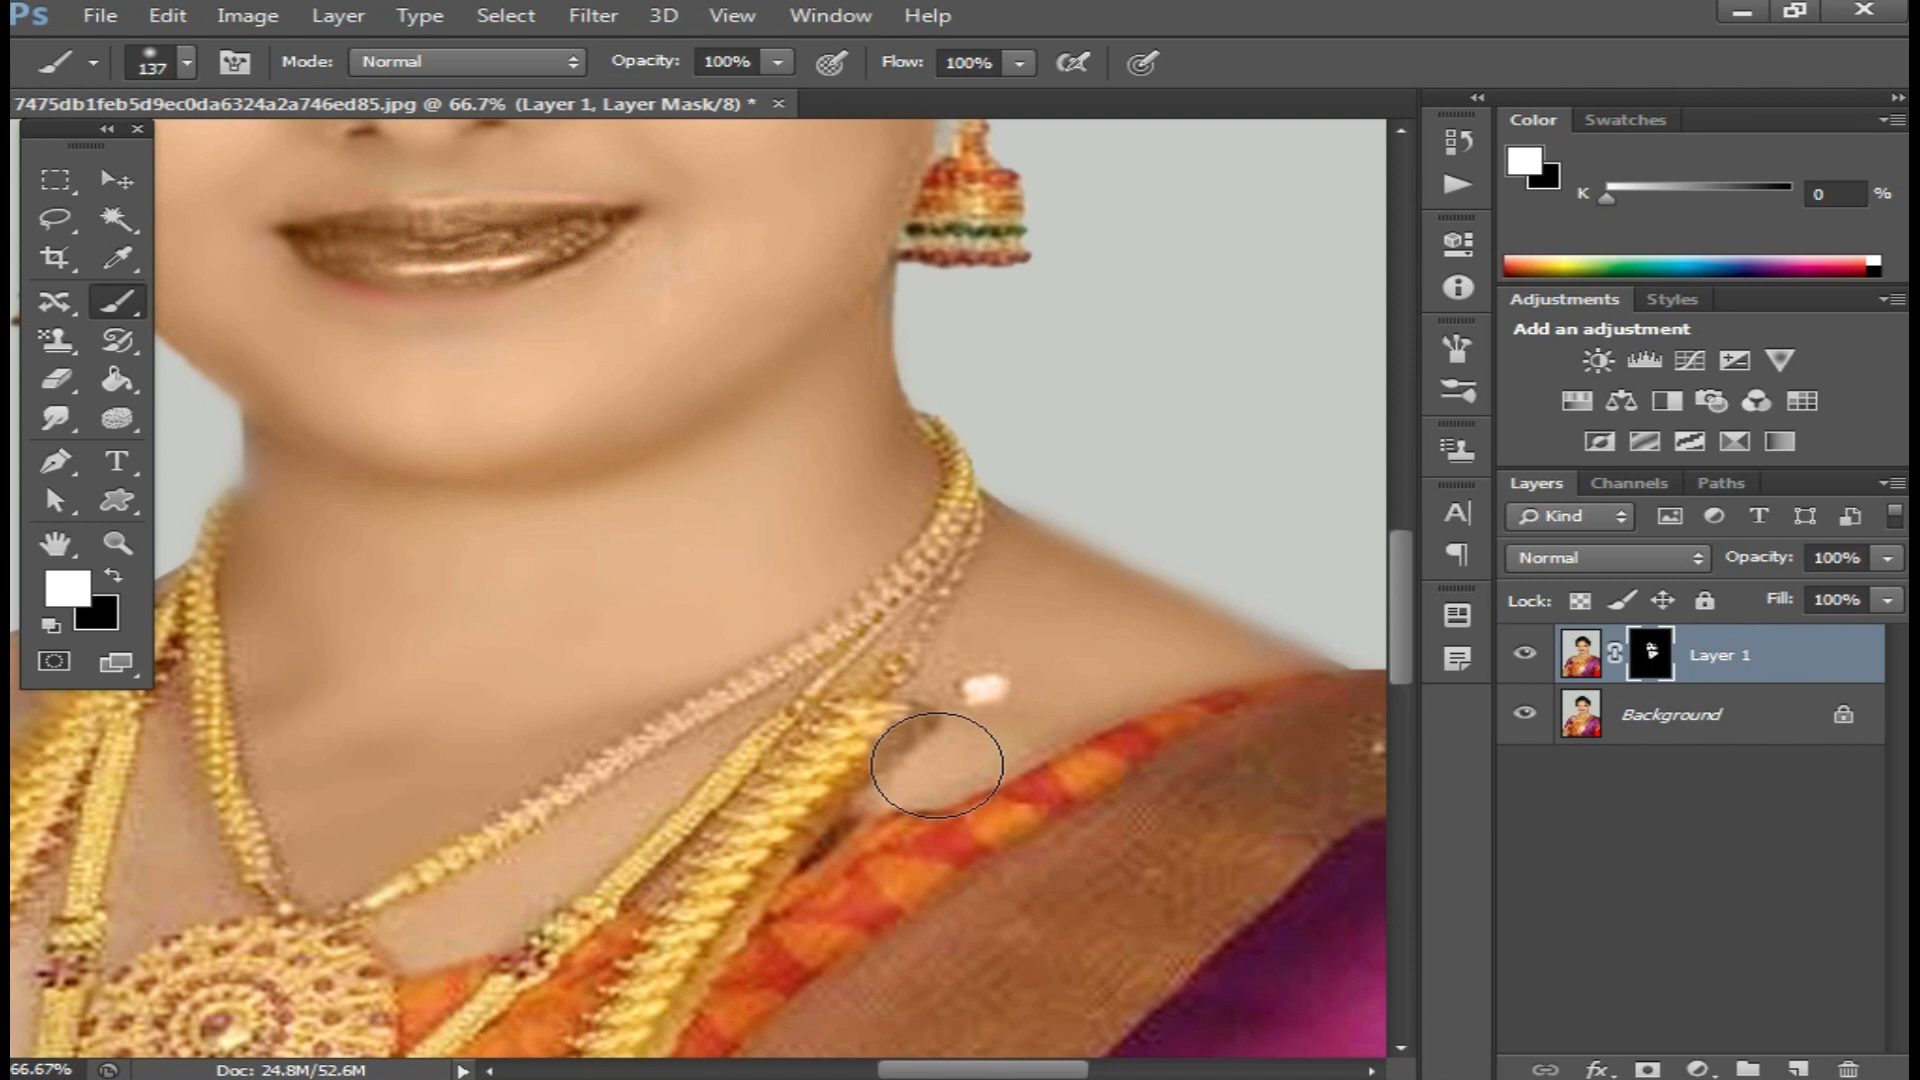 Ps File Edit Image Layer Type Select Filter 3D View Window Help
137 Mode: Normal Opacity: 100% Flow: 100%
7475db1feb5d9ec0da6324a2a746ed85.jpg @ 66.7% (Layer 1, Layer Mask/8) *
Color Swatches
K 0 %
Adjustments Styles
Add an adjustment
Layers Channels Paths
Kind
Normal Opacity: 100%
Lock: Fill: 100%
Layer 1
Background
66.67% Doc: 24.8M/52.6M